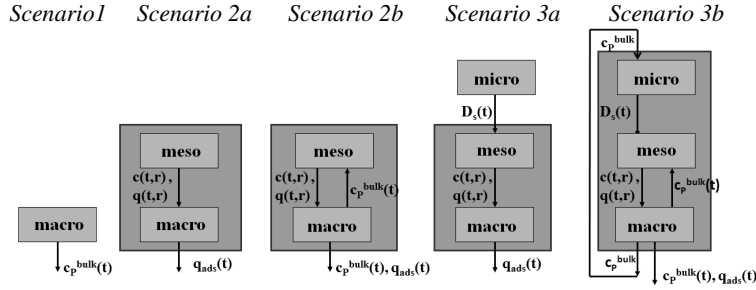 Scenario1
macro
c_P^bulk(t)
Scenario 2a
meso
c(t,r) ,
q(t,r)
macro
q_ads(t)
Scenario 2b
meso
c(t,r) ,
q(t,r)
c_P^bulk(t)
macro
c_P^bulk(t), q_ads(t)
Scenario 3a
micro
D_s(t)
meso
c(t,r) ,
q(t,r)
macro
q_ads(t)
Scenario 3b
c_P^bulk
micro
D_s(t)
meso
c(t,r) ,
q(t,r)
c_P^bulk(t)
macro
c_P^bulk
c_P^bulk(t), q_ads(t)